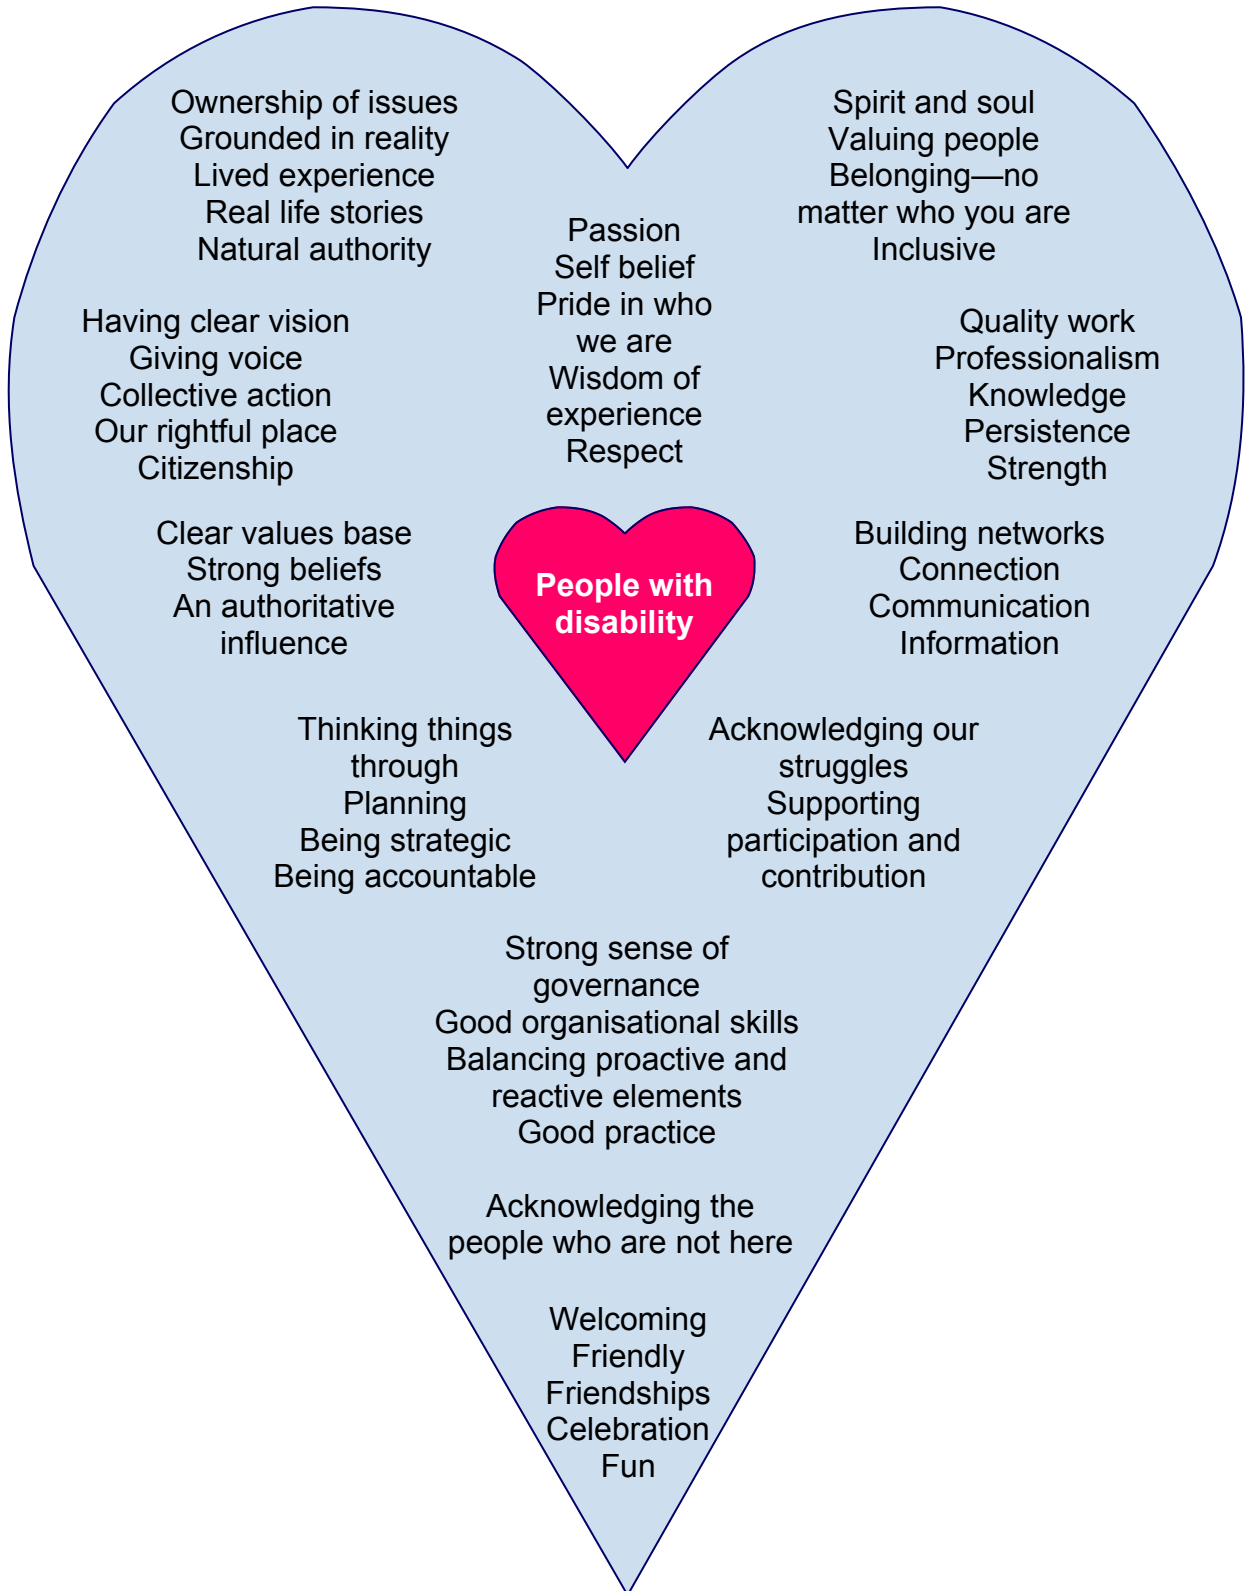 Ownership of issues
Grounded in reality
Lived experience
Real life stories
Natural authority
Spirit and soul
Valuing people
Belonging—no
matter who you are
Inclusive
Passion
Self belief
Pride in who
we are
Wisdom of
experience
Respect
Having clear vision
Giving voice
Collective action
Our rightful place
Citizenship
Quality work
Professionalism
Knowledge
Persistence
Strength
Clear values base
Strong beliefs
An authoritative
influence
People with
disability
Building networks
Connection
Communication
Information
Thinking things
through
Planning
Being strategic
Being accountable
Acknowledging our
struggles
Supporting
participation and
contribution
Strong sense of
governance
Good organisational skills
Balancing proactive and
reactive elements
Good practice
Acknowledging the
people who are not here
Welcoming
Friendly
Friendships
Celebration
Fun